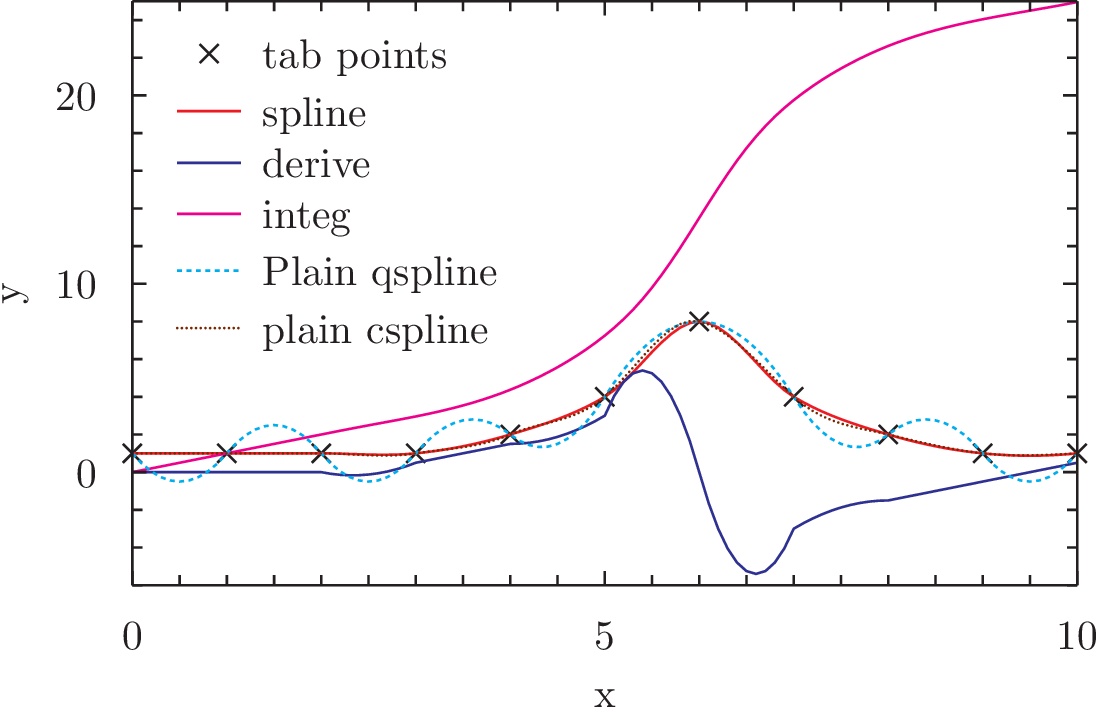 tab points
spline
derive
integ
Plain qspline
plain cspline
20
10
0
y
0 5 10
x